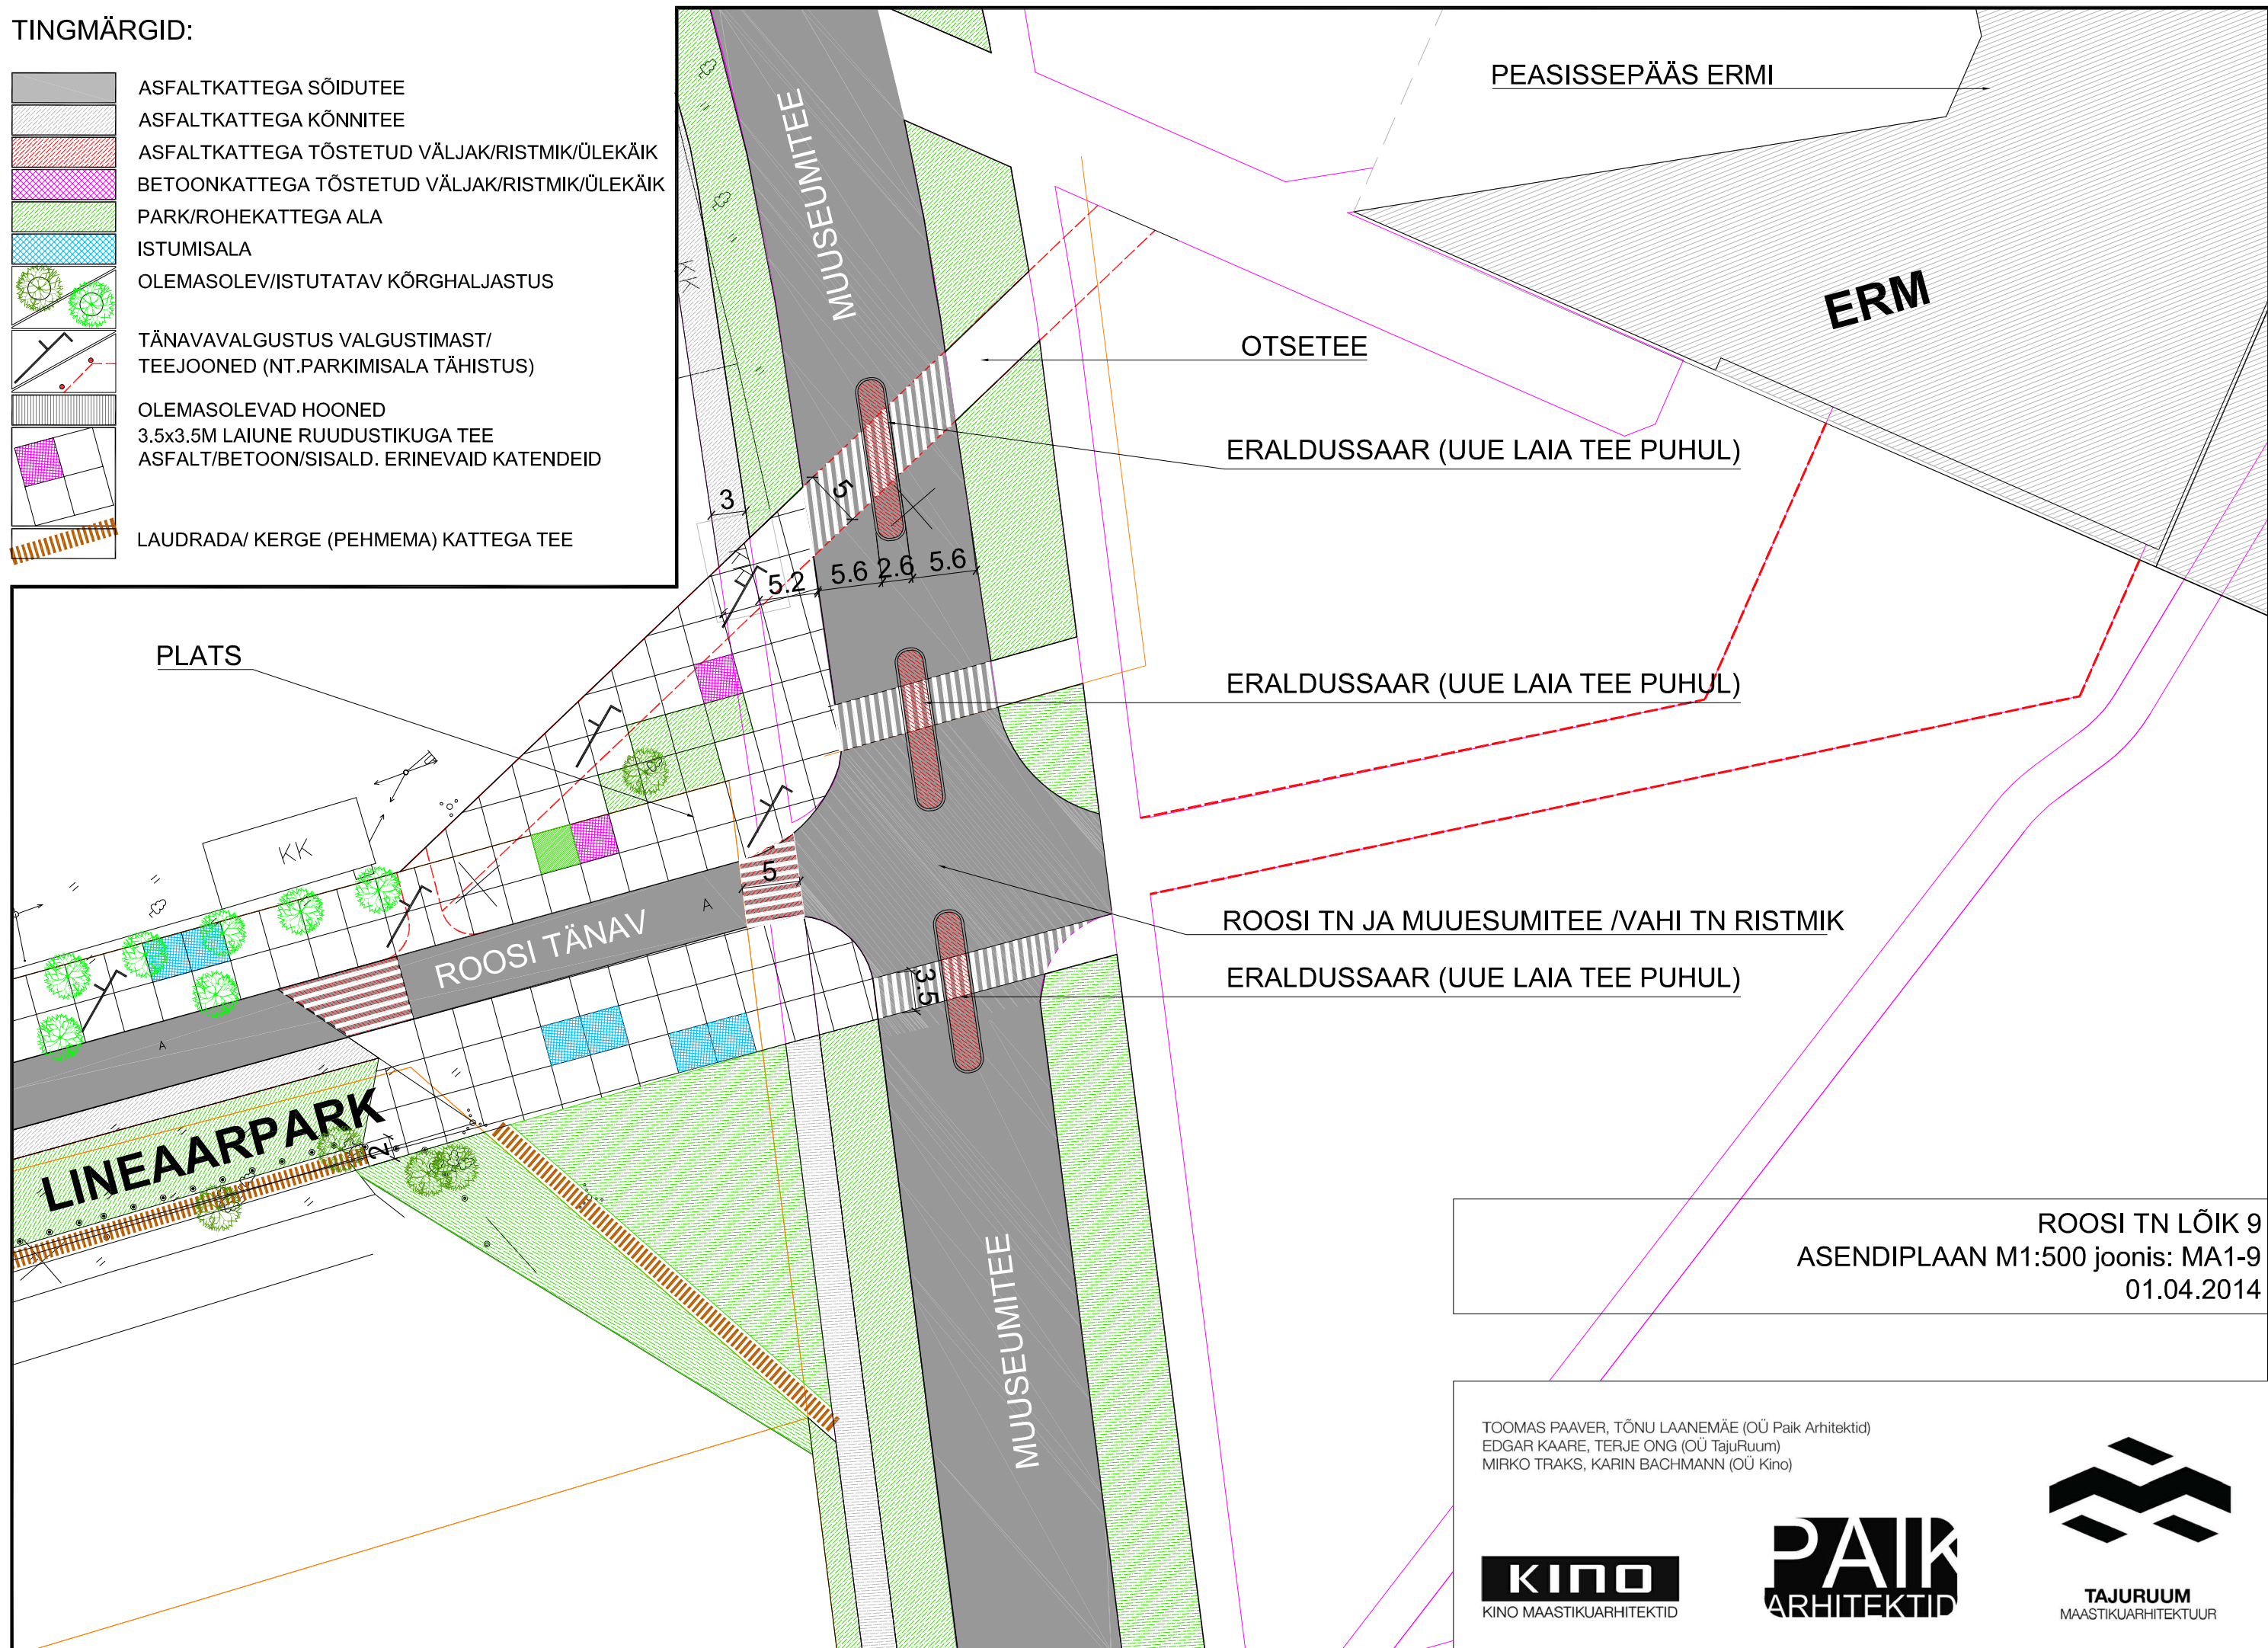 TINGMÄRGID:
ASFALTKATTEGA SÕIDUTEE
ASFALTKATTEGA KÕNNITEE
ASFALTKATTEGA TÕSTETUD VÄLJAK/RISTMIK/ÜLEKÄIK
BETOONKATTEGA TÕSTETUD VÄLJAK/RISTMIK/ÜLEKÄIK
PARK/ROHEKATTEGA ALA
ISTUMISALA
OLEMASOLEV/ISTUTATAV KÕRGHALJASTUS
TÄNAVAVALGUSTUS VALGUSTIMAST/
TEEJOONED (NT.PARKIMISALA TÄHISTUS)
OLEMASOLEVAD HOONED
3.5x3.5M LAIUNE RUUDUSTIKUGA TEE
ASFALT/BETOON/SISALD. ERINEVAID KATENDEID
LAUDRADA/ KERGE (PEHMEMA) KATTEGA TEE
MUUSEUMITEE
PEASISSEPÄÄS ERMI
ERM
OTSETEE
ERALDUSSAAR (UUE LAIA TEE PUHUL)
KK
3
5
5.2
5.6
2.6
5.6
KK
PLATS
ERALDUSSAAR (UUE LAIA TEE PUHUL)
KK
5
A
ROOSI TÄNAV
ROOSI TN JA MUUESUMITEE /VAHI TN RISTMIK
ERALDUSSAAR (UUE LAIA TEE PUHUL)
3.5
A
LINEAARPARK
2
MUUSEUMITEE
ROOSI TN LÕIK 9
ASENDIPLAAN M1:500 joonis: MA1-9
01.04.2014
TOOMAS PAAVER, TÕNU LAANEMÄE (OÜ Paik Arhitektid)
EDGAR KAARE, TERJE ONG (OÜ TajuRuum)
MIRKO TRAKS, KARIN BACHMANN (OÜ Kino)
KINO
KINO MAASTIKUARHITEKTID
PAIK
ARHITEKTID
TAJURUUM
MAASTIKUARHITEKTUUR